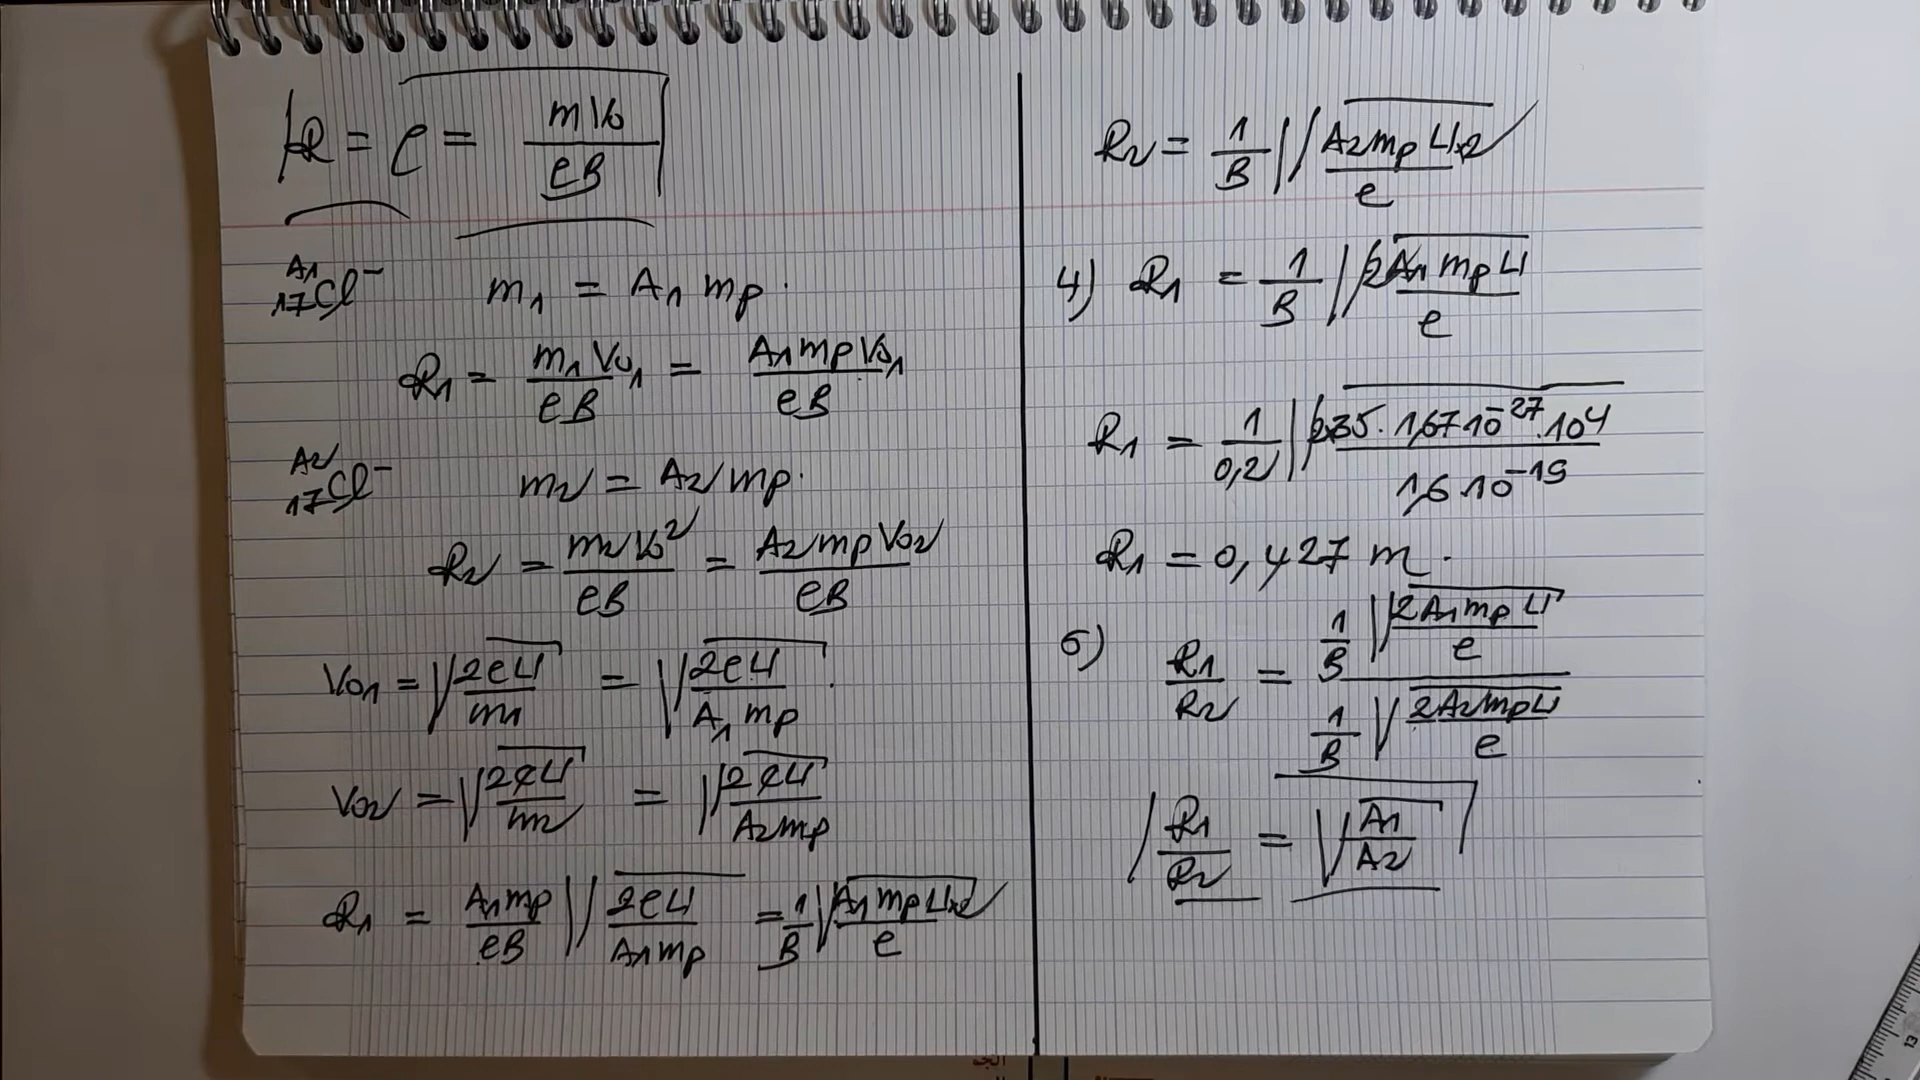 R = ρ = mV₀ / eB
A₁ ₁₇Cl⁻ m₁ = A₁ mp.
R₁ = m₁V₀₁ / eB = A₁mpV₀₁ / eB
A₂ ₁₇Cl⁻ m₂ = A₂ mp.
R₂ = m₂V₀² / eB = A₂mpV₀₂ / eB
V₀₁ = √(2eU / m₁) = √(2eU / A₁mp).
V₀₂ = √(2eU / m₂) = √(2eU / A₂mp)
R₁ = A₁mp / eB √(2eU / A₁mp) = 1/B √(A₁mpU×2 / e)
R₂ = 1/B √(A₂mpU×2 / e)
4) R₁ = 1/B √(2A₁mpU / e)
R₁ = 1/0,2 √(2×35. 1,67 10⁻²⁷. 10⁴ / 1,6 10⁻¹⁹)
R₁ = 0,427 m.
5) R₁/R₂ = 1/B √(2A₁mpU / e) / 1/B √(2A₂mpU / e)
R₁/R₂ = √(A₁/A₂)
13